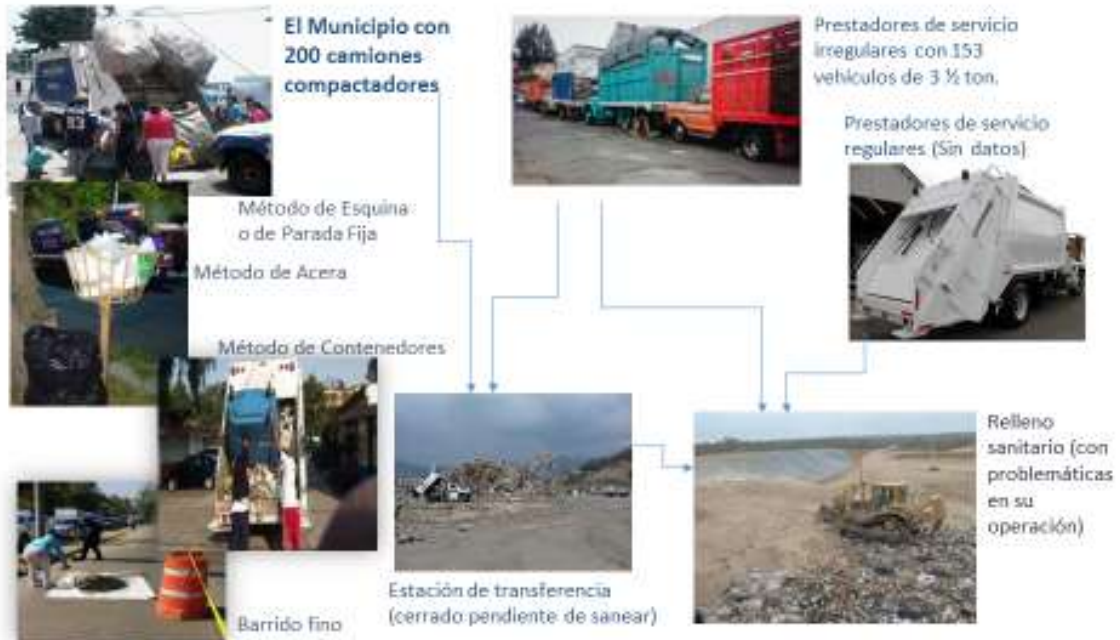 El Municipio con
200 camiones
compactadores
Prestadores de servicio
irregulares con 153
vehículos de 3 ½ ton.
Prestadores de servicio
regulares (Sin datos)
Método de Esquina
o de Parada Fija
Método de Acera
Método de Contenedores
Relleno
sanitario (con
problemáticas
en su
operación)
Estación de transferencia
(cerrado pendiente de sanear)
Barrido fino